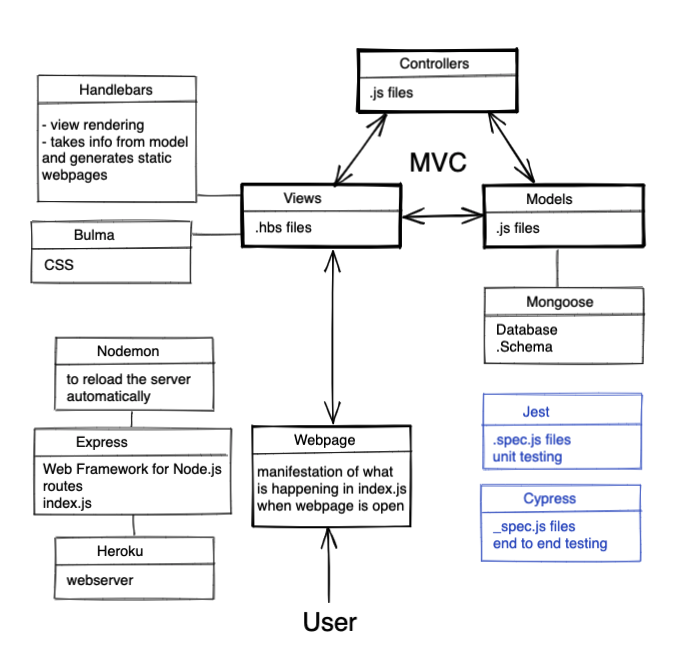 Controllers
.js files
Handlebars
- view rendering
- takes info from model
and generates static
webpages
MVC
Views
.hbs files
Models
.js files
Bulma
CSS
Mongoose
Database
.Schema
Nodemon
to reload the server
automatically
Express
Web Framework for Node.js
routes
index.js
Heroku
webserver
Webpage
manifestation of what
is happening in index.js
when webpage is open
Jest
.spec.js files
unit testing
Cypress
_spec.js files
end to end testing
User